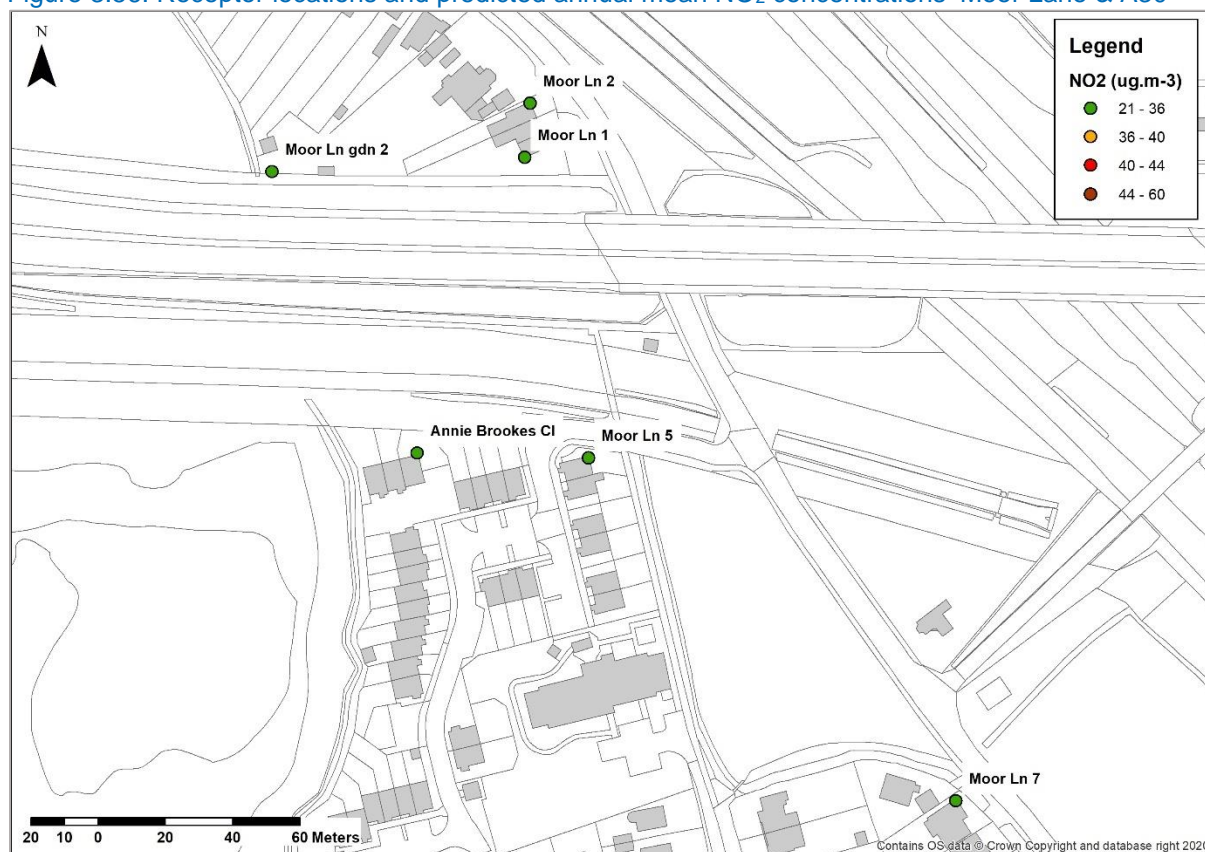 N
Legend
NO2 (ug.m-3)
21 - 36
36 - 40
40 - 44
44 - 60
Moor Ln 2
Moor Ln 1
Moor Ln gdn 2
Annie Brookes Cl
Moor Ln 5
Moor Ln 7
20 10 0 20 40 60 Meters
Contains OS data © Crown Copyright and database right 2020